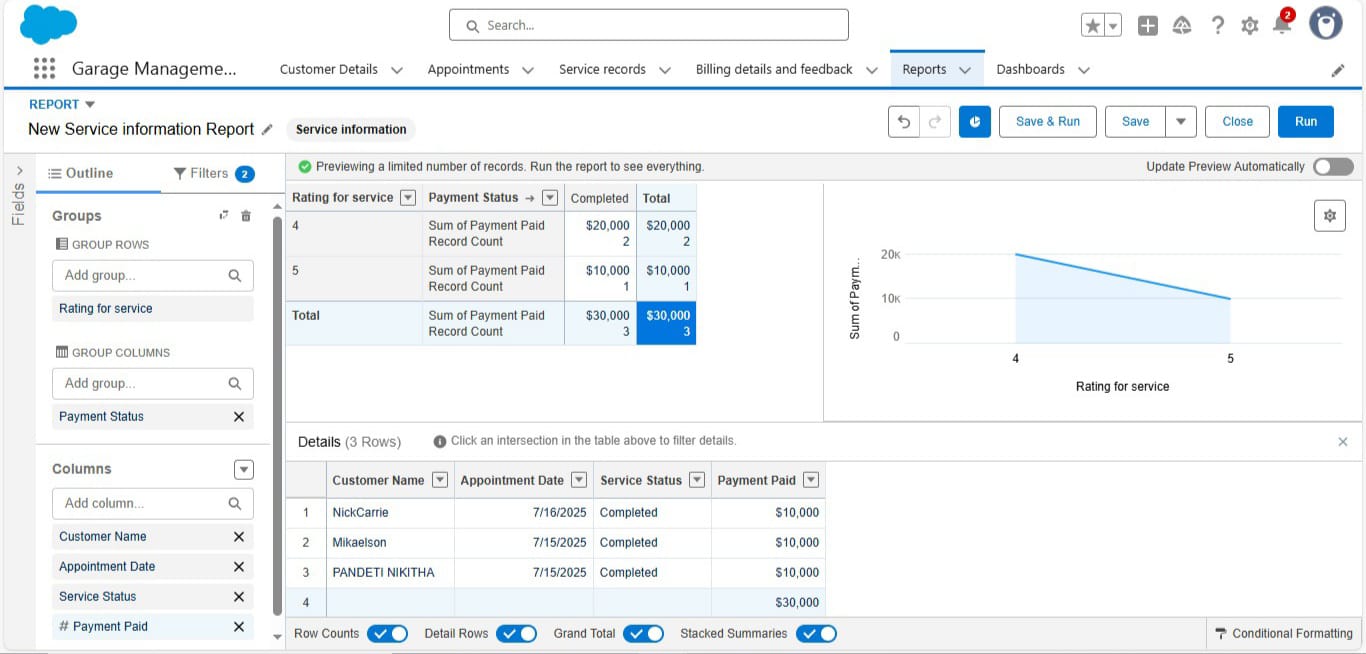 Search...
2
Garage Manageme...
Customer Details
Appointments
Service records
Billing details and feedback
Reports
Dashboards
REPORT
New Service information Report
Service information
Save & Run
Save
Close
Run
Fields
Outline
Filters 2
Previewing a limited number of records. Run the report to see everything.
Update Preview Automatically
Groups
GROUP ROWS
Add group...
Rating for service
GROUP COLUMNS
Add group...
Payment Status
Columns
Add column...
Customer Name
Appointment Date
Service Status
# Payment Paid
Rating for service Payment Status → Completed Total
4 Sum of Payment Paid $20,000 $20,000
Record Count 2 2
5 Sum of Payment Paid $10,000 $10,000
Record Count 1 1
Total Sum of Payment Paid $30,000 $30,000
Record Count 3 3
Sum of Paym...
20K
10K
0
4 5
Rating for service
Details (3 Rows)
Click an intersection in the table above to filter details.
Customer Name Appointment Date Service Status Payment Paid
1 NickCarrie 7/16/2025 Completed $10,000
2 Mikaelson 7/15/2025 Completed $10,000
3 PANDETI NIKITHA 7/15/2025 Completed $10,000
4 $30,000
Row Counts
Detail Rows
Grand Total
Stacked Summaries
Conditional Formatting